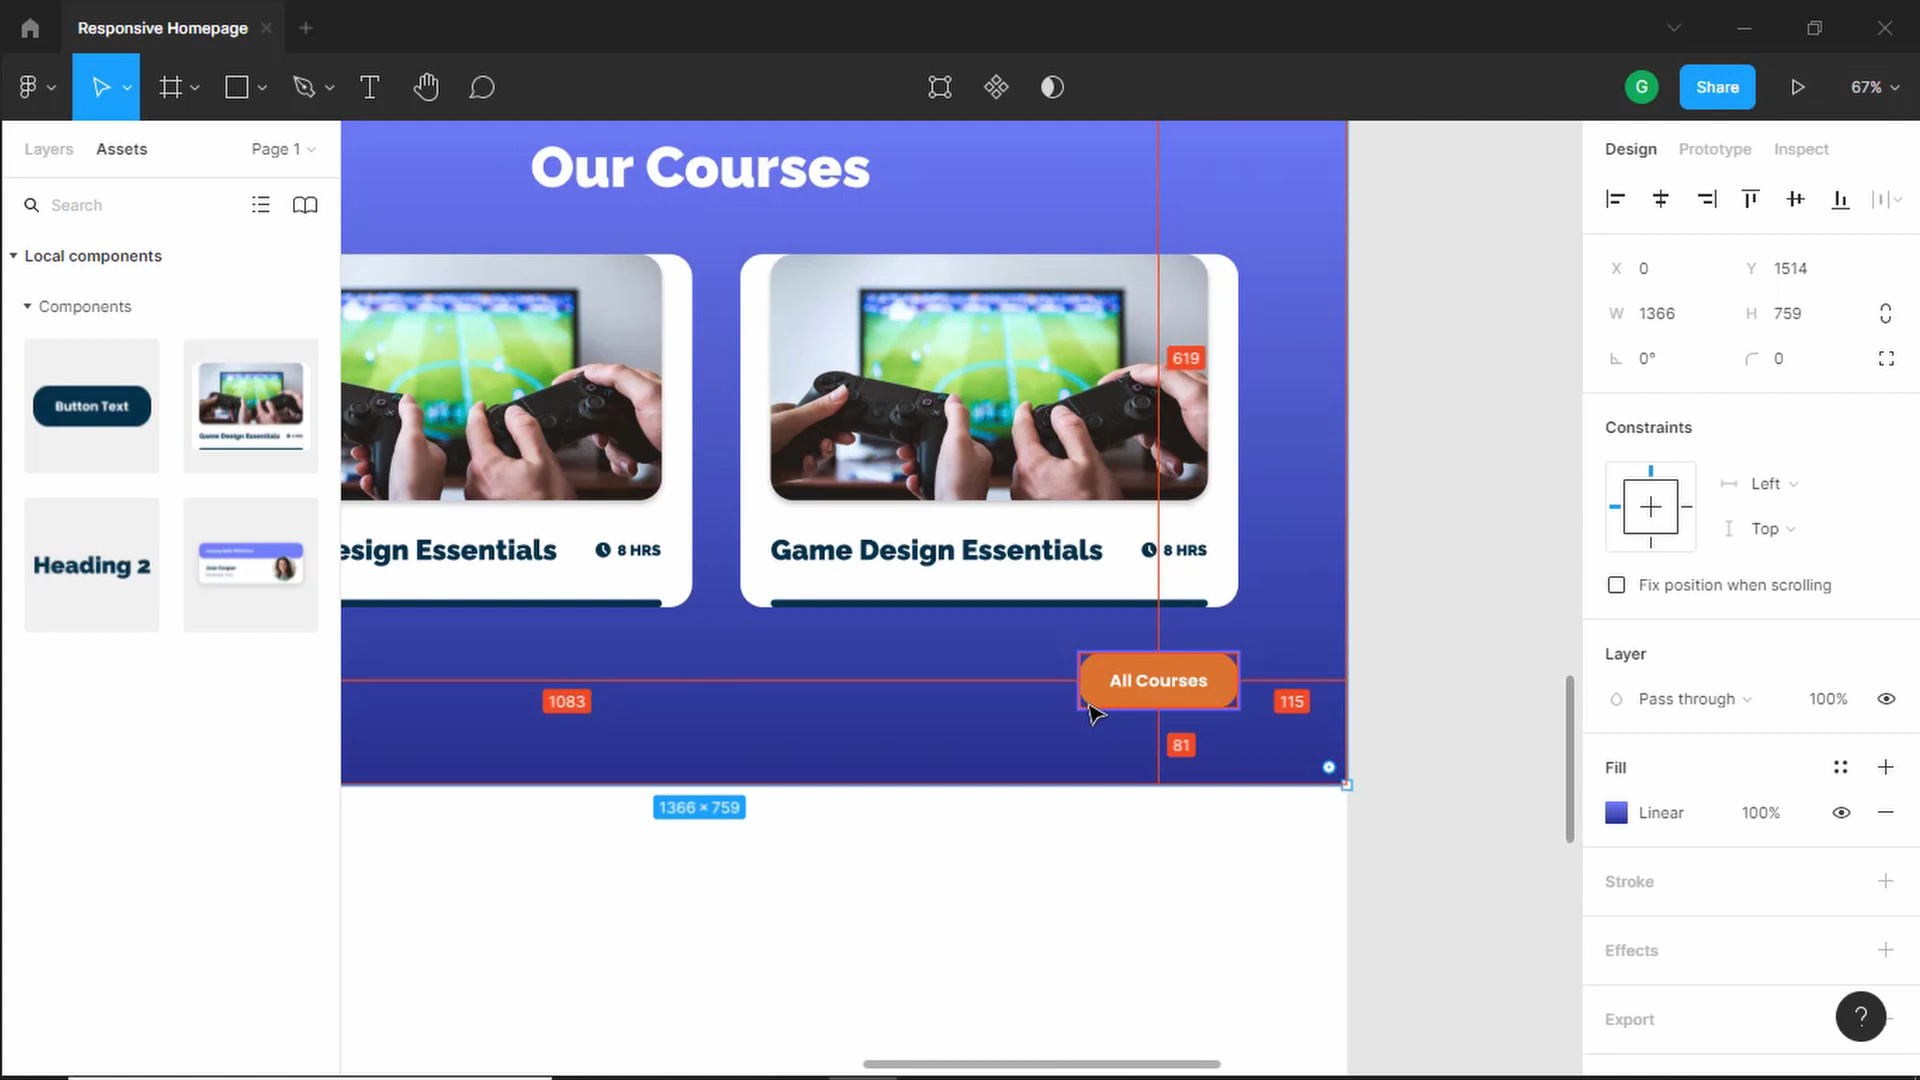 Responsive Homepage
G
Share
67%
Layers
Assets
Page 1
Search
Local components
Components
Button Text
Game Design Essentials
Heading 2
Our Courses
esign Essentials
8 HRS
Game Design Essentials
8 HRS
619
All Courses
1083
115
81
1366 × 759
Design
Prototype
Inspect
X 0
Y 1514
W 1366
H 759
0°
0
Constraints
Left
Top
Fix position when scrolling
Layer
Pass through
100%
Fill
Linear
100%
Stroke
Effects
Export
?